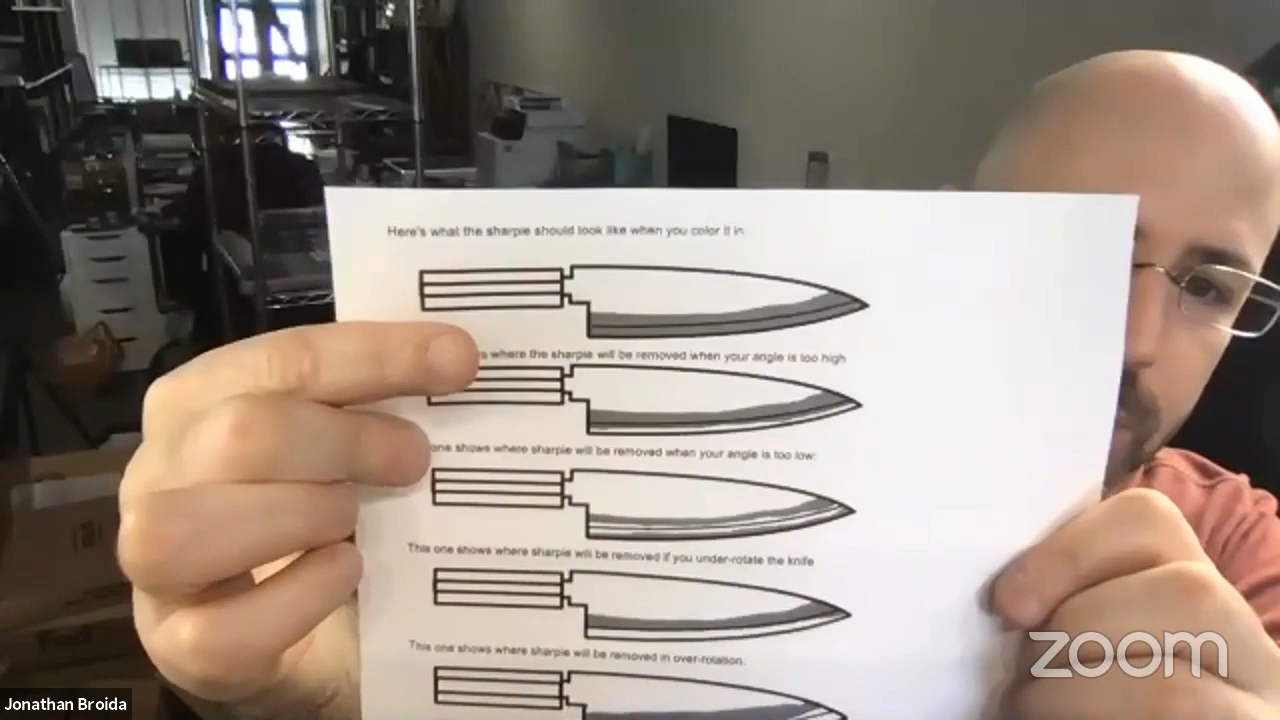 Here's what the sharpie should look like when you color it in
where the sharpie will be removed when your angle is too high
one shows where sharpie will be removed when your angle is too low:
This one shows where sharpie will be removed if you under-rotate the knife
This one shows where sharpie will be removed in over-rotation:
zoom
Jonathan Broida